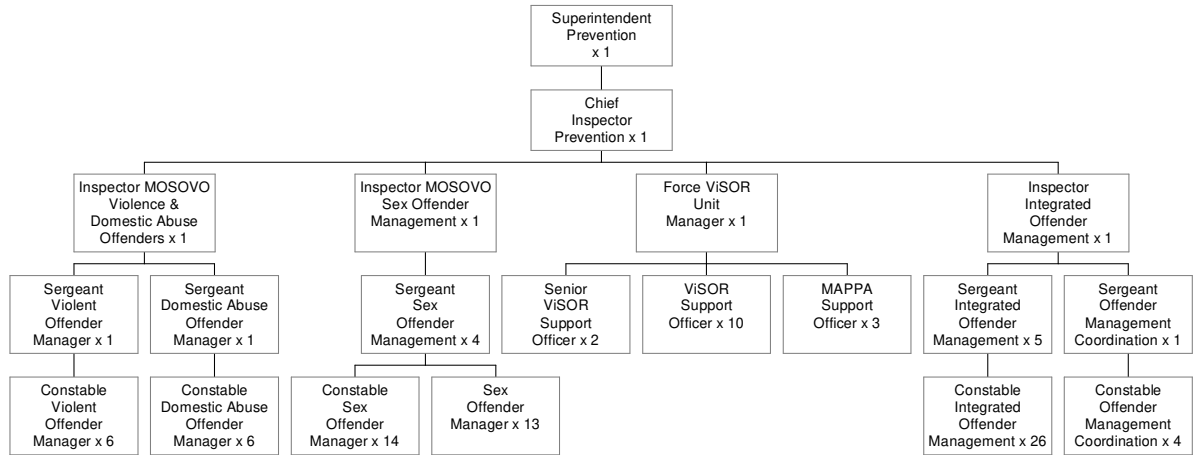 Superintendent
Prevention
x 1
Chief
Inspector
Prevention x 1
Inspector MOSOVO
Violence &
Domestic Abuse
Offenders x 1
Inspector MOSOVO
Sex Offender
Management x 1
Force ViSOR
Unit
Manager x 1
Inspector
Integrated
Offender
Management x 1
Sergeant
Violent
Offender
Manager x 1
Sergeant
Domestic Abuse
Offender
Manager x 1
Sergeant
Sex
Offender
Management x 4
Senior
ViSOR
Support
Officer x 2
ViSOR
Support
Officer x 10
MAPPA
Support
Officer x 3
Sergeant
Integrated
Offender
Management x 5
Sergeant
Offender
Management
Coordination x 1
Constable
Violent
Offender
Manager x 6
Constable
Domestic Abuse
Offender
Manager x 6
Constable
Sex
Offender
Manager x 14
Sex
Offender
Manager x 13
Constable
Integrated
Offender
Management x 26
Constable
Offender
Management
Coordination x 4